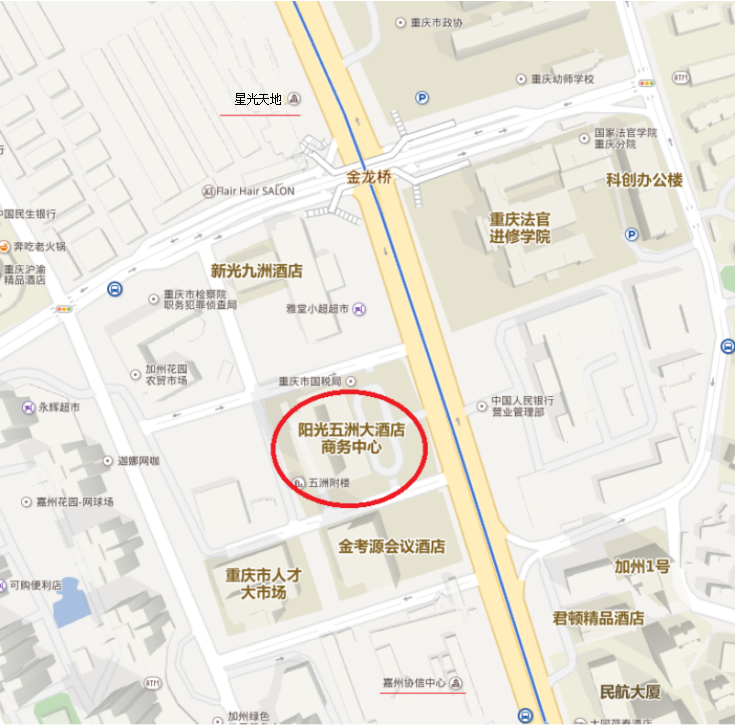 重庆市政协
重庆幼师学校
ATM
星光天地
P
国家法官学院
重庆分院
金龙桥
科创办公楼
Flair Hair SALON
中国民生银行
重庆法官
进修学院
P
奔吃老火锅
新光九洲酒店
重庆沪渝
精品酒店
重庆市检察院
职务犯罪侦查局
雅堂小超超市
加州花园
农贸市场
重庆市国税局
永辉超市
中国人民银行
营业管理部
阳光五洲大酒店
商务中心
迦娜网咖
五洲附楼
嘉州花园-网球场
金考源会议酒店
重庆市人才
大市场
加州1号
可购便利店
君顿精品酒店
嘉州协信中心
ATM
民航大厦
加州绿色